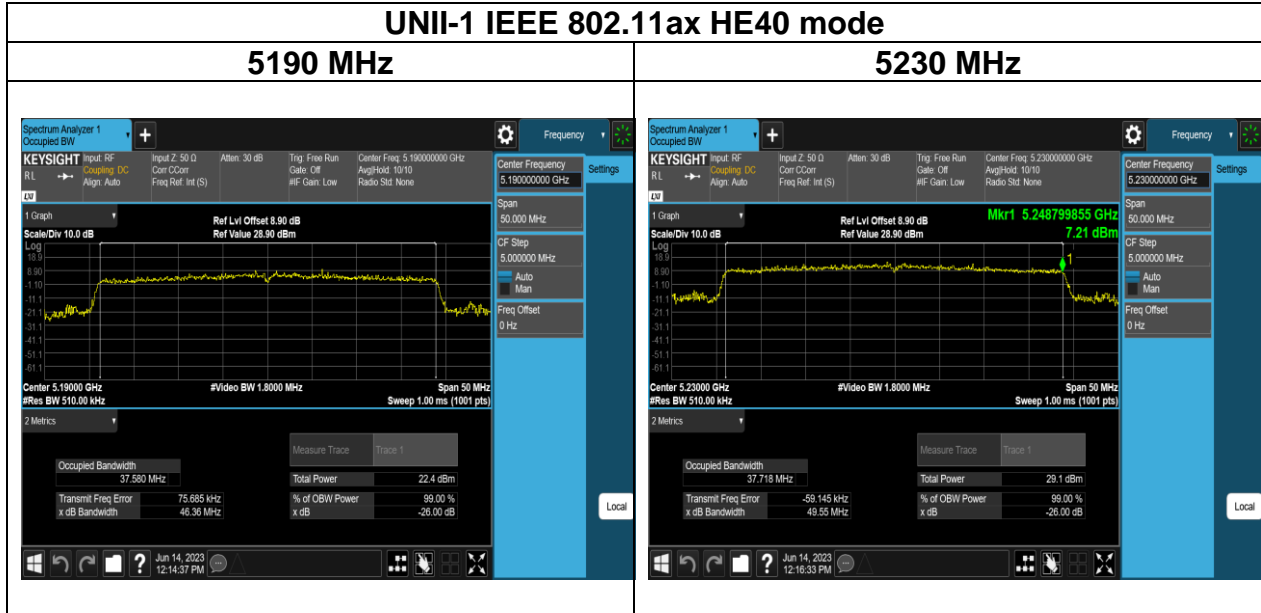 UNII-1 IEEE 802.11ax HE40 mode
5190 MHz
5230 MHz
Spectrum Analyzer 1
Occupied BW
+
Frequency
KEYSIGHT
Input: RF
Input Z: 50 Ω
Atten: 30 dB
Trig: Free Run
Center Freq: 5.190000000 GHz
RL
Coupling: DC
Corr CCorr
Gate: Off
Avg|Hold: 10/10
Align: Auto
Freq Ref: Int (S)
#IF Gain: Low
Radio Std: None
LXI
Center Frequency
5.190000000 GHz
Settings
Span
50.000 MHz
CF Step
5.000000 MHz
Auto
Man
Freq Offset
0 Hz
Local
1 Graph
Scale/Div 10.0 dB
Ref Lvl Offset 8.90 dB
Ref Value 28.90 dBm
Log
18.9
8.90
-1.10
-11.1
-21.1
-31.1
-41.1
-51.1
-61.1
Center 5.19000 GHz
#Video BW 1.8000 MHz
Span 50 MHz
#Res BW 510.00 kHz
Sweep 1.00 ms (1001 pts)
2 Metrics
Measure Trace
Trace 1
Occupied Bandwidth
37.580 MHz
Total Power
22.4 dBm
Transmit Freq Error
75.685 kHz
% of OBW Power
99.00 %
x dB Bandwidth
46.36 MHz
x dB
-26.00 dB
?
Jun 14, 2023
12:14:37 PM
Spectrum Analyzer 1
Occupied BW
+
Frequency
KEYSIGHT
Input: RF
Input Z: 50 Ω
Atten: 30 dB
Trig: Free Run
Center Freq: 5.230000000 GHz
RL
Coupling: DC
Corr CCorr
Gate: Off
Avg|Hold: 10/10
Align: Auto
Freq Ref: Int (S)
#IF Gain: Low
Radio Std: None
LXI
Center Frequency
5.230000000 GHz
Settings
Span
50.000 MHz
CF Step
5.000000 MHz
Auto
Man
Freq Offset
0 Hz
Local
1 Graph
Scale/Div 10.0 dB
Ref Lvl Offset 8.90 dB
Ref Value 28.90 dBm
Mkr1 5.248799855 GHz
7.21 dBm
Log
18.9
8.90
-1.10
-11.1
-21.1
-31.1
-41.1
-51.1
-61.1
1
Center 5.23000 GHz
#Video BW 1.8000 MHz
Span 50 MHz
#Res BW 510.00 kHz
Sweep 1.00 ms (1001 pts)
2 Metrics
Measure Trace
Trace 1
Occupied Bandwidth
37.718 MHz
Total Power
29.1 dBm
Transmit Freq Error
-59.145 kHz
% of OBW Power
99.00 %
x dB Bandwidth
49.55 MHz
x dB
-26.00 dB
?
Jun 14, 2023
12:16:33 PM